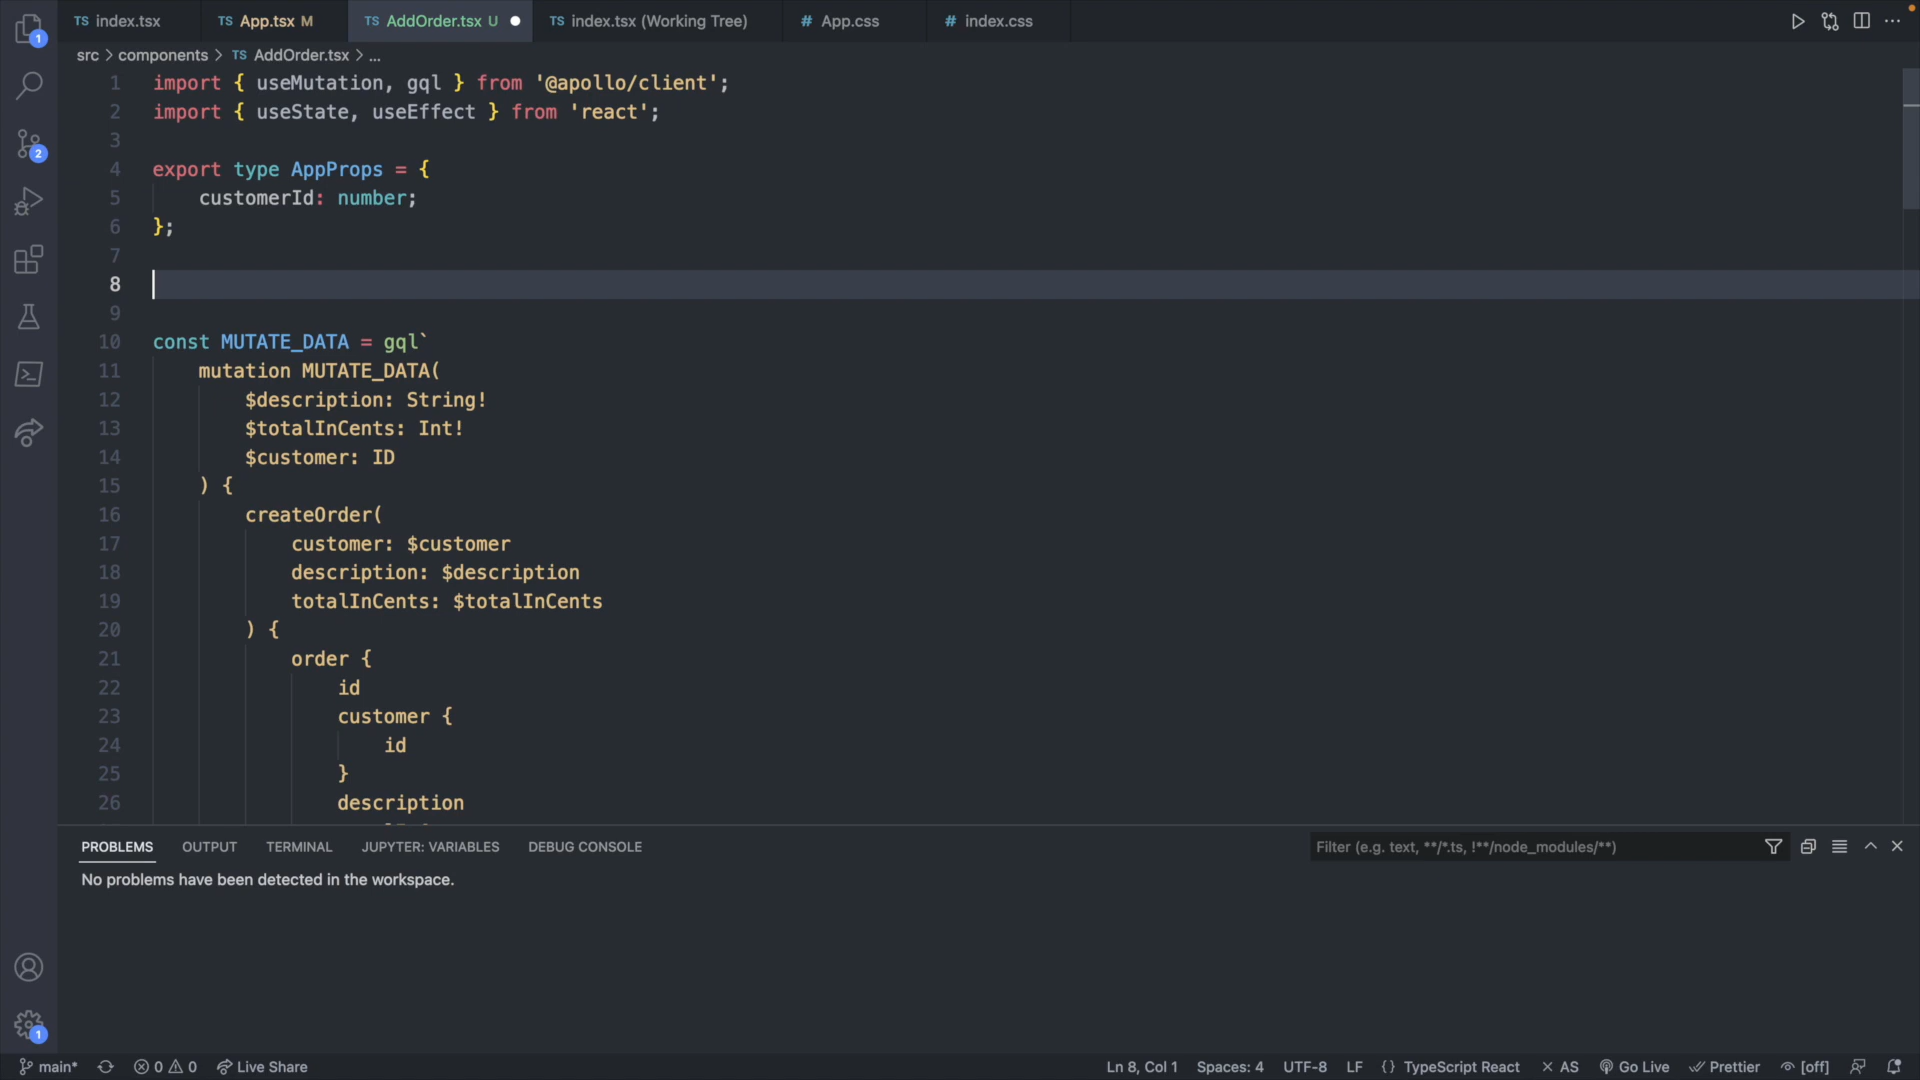 TS index.tsx TS App.tsx M TS AddOrder.tsx U TS index.tsx (Working Tree) # App.css # index.css
src > components > TS AddOrder.tsx > ...
1 import { useMutation, gql } from '@apollo/client';
2 import { useState, useEffect } from 'react';
3
4 export type AppProps = {
5 customerId: number;
6 };
7
8
9
10 const MUTATE_DATA = gql`
11 mutation MUTATE_DATA(
12 $description: String!
13 $totalInCents: Int!
14 $customer: ID
15 ) {
16 createOrder(
17 customer: $customer
18 description: $description
19 totalInCents: $totalInCents
20 ) {
21 order {
22 id
23 customer {
24 id
25 }
26 description
PROBLEMS OUTPUT TERMINAL JUPYTER: VARIABLES DEBUG CONSOLE Filter (e.g. text, **/*.ts, !**/node_modules/**)
No problems have been detected in the workspace.
1
2
1
main* 0 0 Live Share Ln 8, Col 1 Spaces: 4 UTF-8 LF {} TypeScript React AS Go Live Prettier [off]